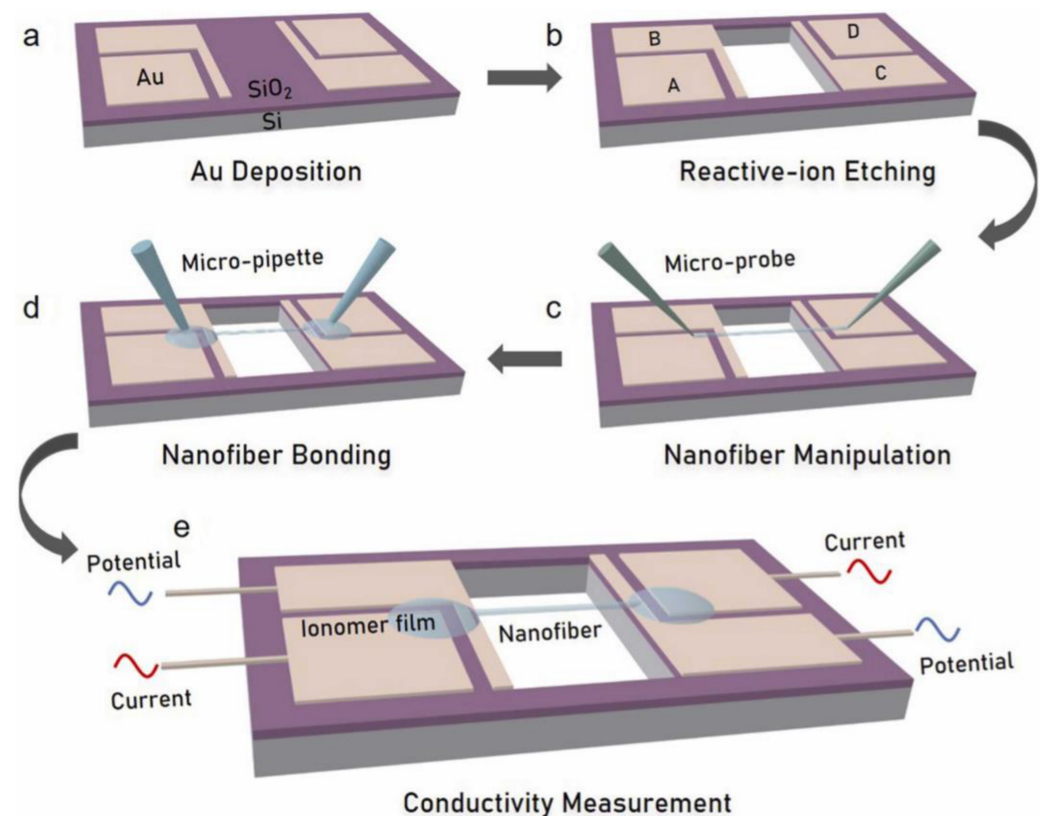 a
Au
SiO₂
Si
Au Deposition
b
B
D
A
C
Reactive-ion Etching
d
Micro-pipette
Nanofiber Bonding
c
Micro-probe
Nanofiber Manipulation
e
Potential
Current
Ionomer film
Nanofiber
Current
Potential
Conductivity Measurement